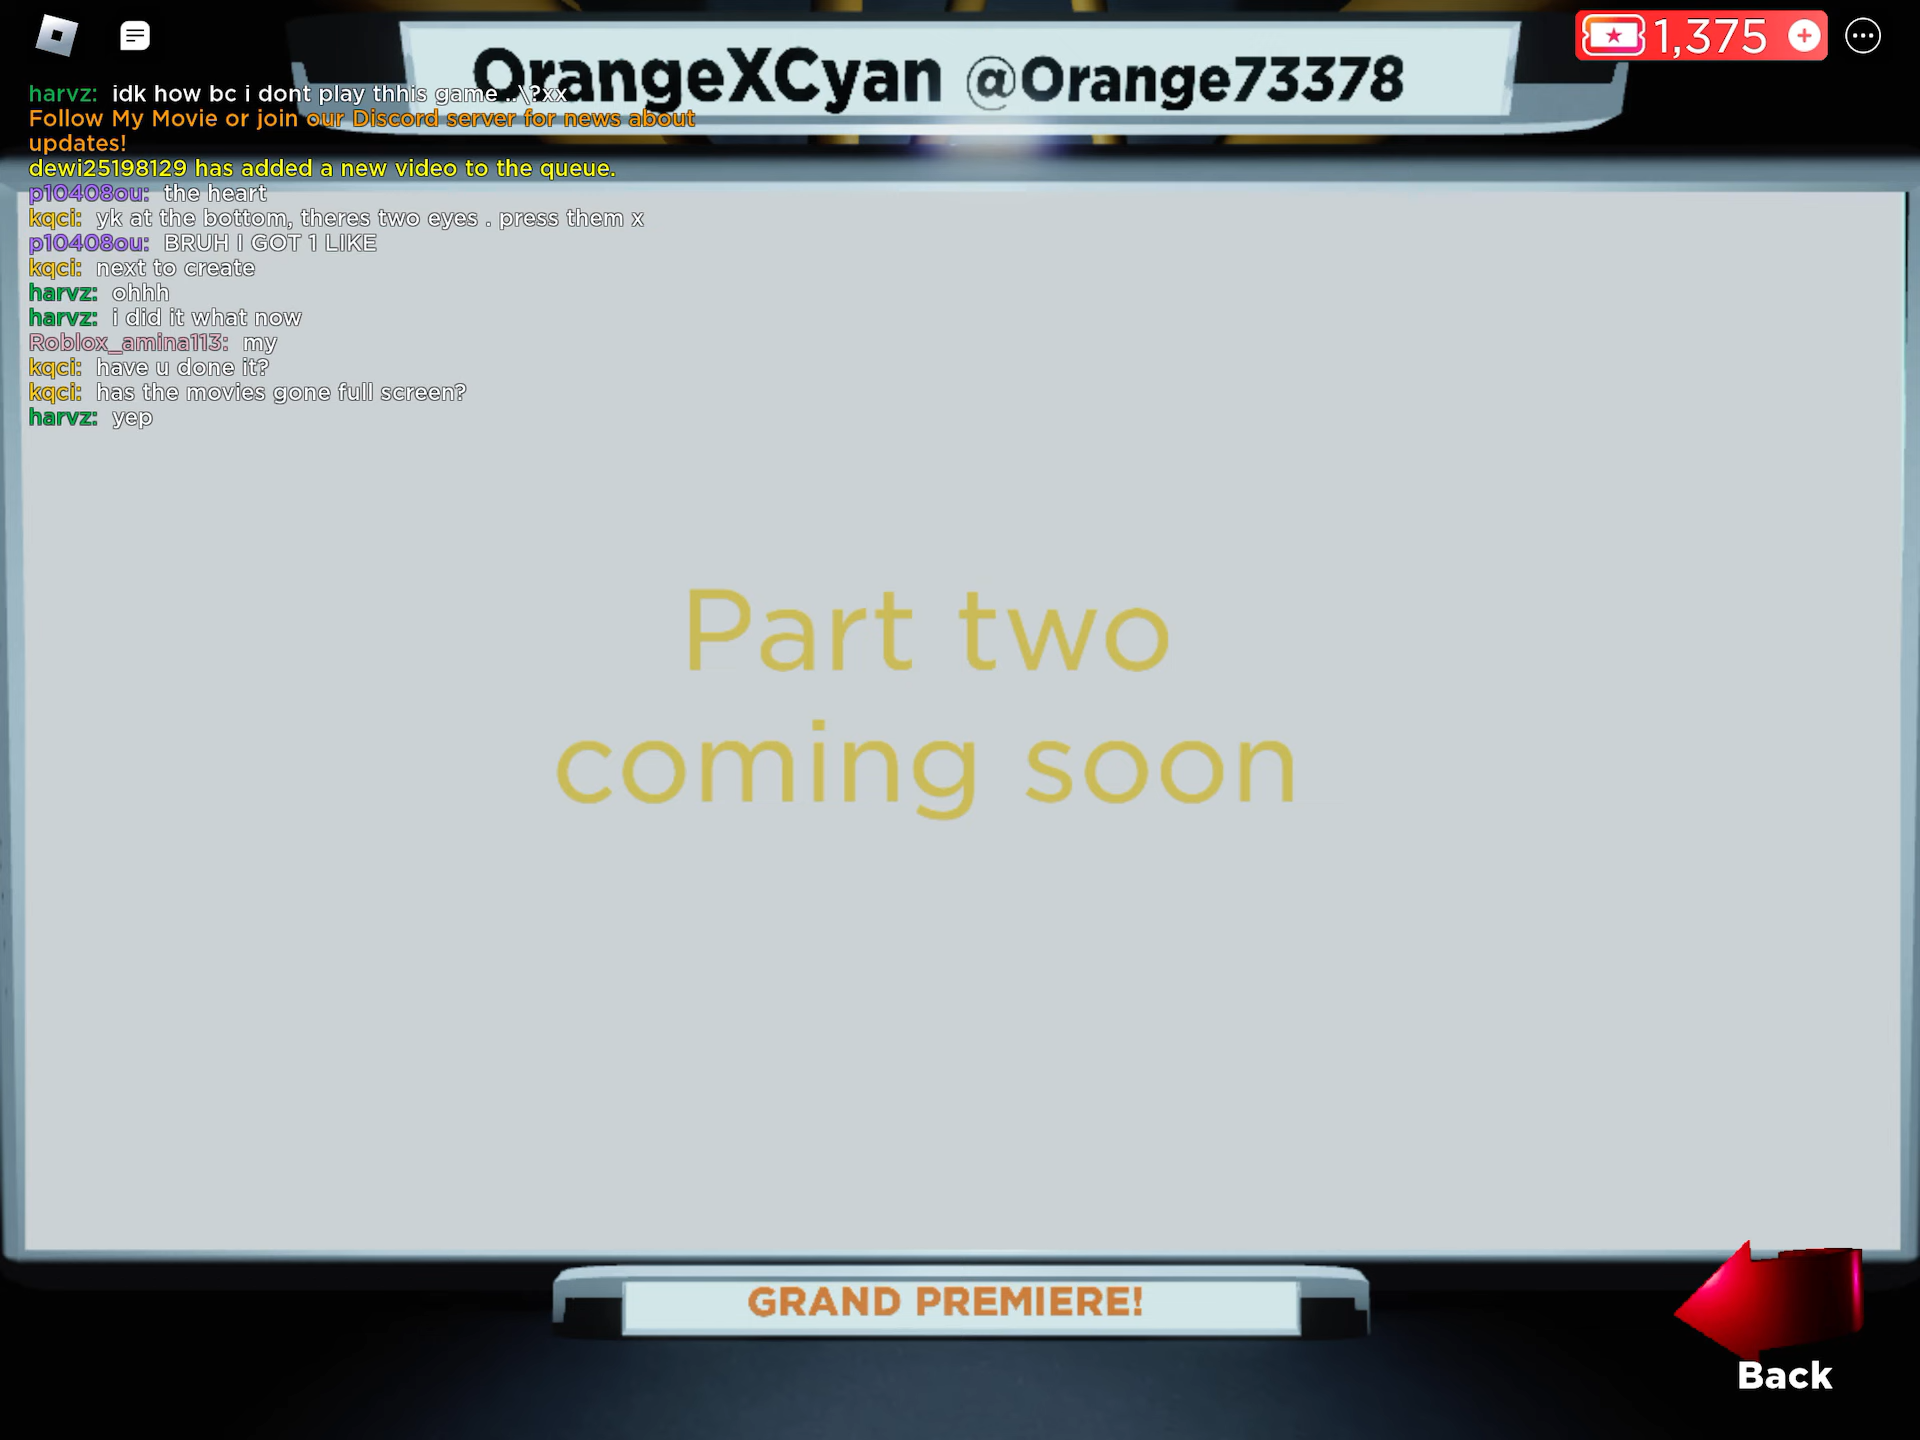 OrangeXCyan @Orange73378
1,375
harvz: idk how bc i dont play thhis game ..\?xx
Follow My Movie or join our Discord server for news about
updates!
dewi25198129 has added a new video to the queue.
p10408ou: the heart
kqci: yk at the bottom, theres two eyes . press them x
p10408ou: BRUH I GOT 1 LIKE
kqci: next to create
harvz: ohhh
harvz: i did it what now
Roblox_amina113: my
kqci: have u done it?
kqci: has the movies gone full screen?
harvz: yep
Part two
coming soon
GRAND PREMIERE!
Back